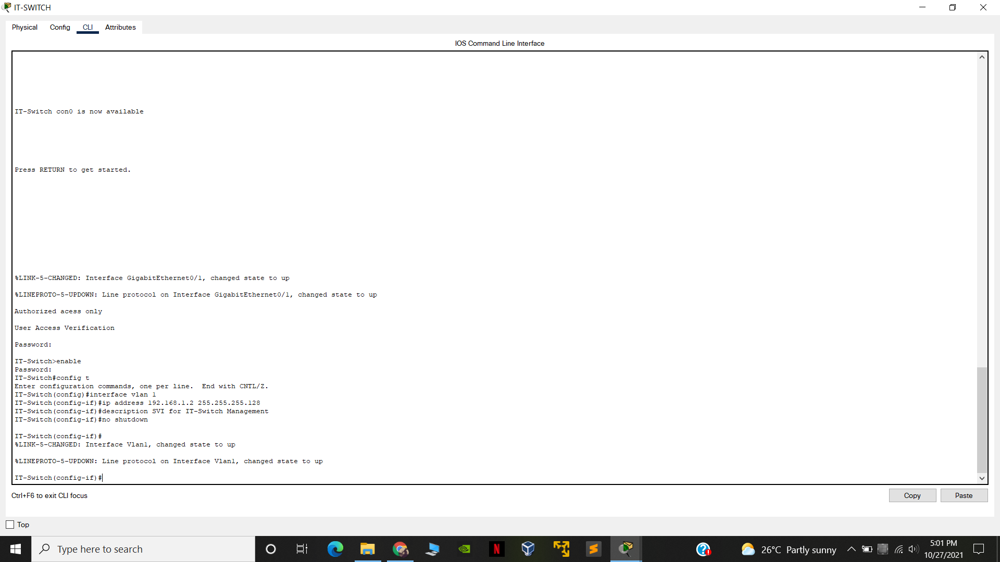 IT-SWITCH
Physical Config CLI Attributes
IOS Command Line Interface
IT-Switch con0 is now available
Press RETURN to get started.
%LINK-5-CHANGED: Interface GigabitEthernet0/1, changed state to up
%LINEPROTO-5-UPDOWN: Line protocol on Interface GigabitEthernet0/1, changed state to up
Authorized acess only
User Access Verification
Password:
IT-Switch>enable
Password:
IT-Switch#config t
Enter configuration commands, one per line.  End with CNTL/Z.
IT-Switch(config)#interface vlan 1
IT-Switch(config-if)#ip address 192.168.1.2 255.255.255.128
IT-Switch(config-if)#description SVI for IT-Switch Management
IT-Switch(config-if)#no shutdown
IT-Switch(config-if)#
%LINK-5-CHANGED: Interface Vlan1, changed state to up
%LINEPROTO-5-UPDOWN: Line protocol on Interface Vlan1, changed state to up
IT-Switch(config-if)#
Ctrl+F6 to exit CLI focus
Copy Paste
Top
Type here to search
N
S
26°C Partly sunny
5:01 PM
10/27/2021